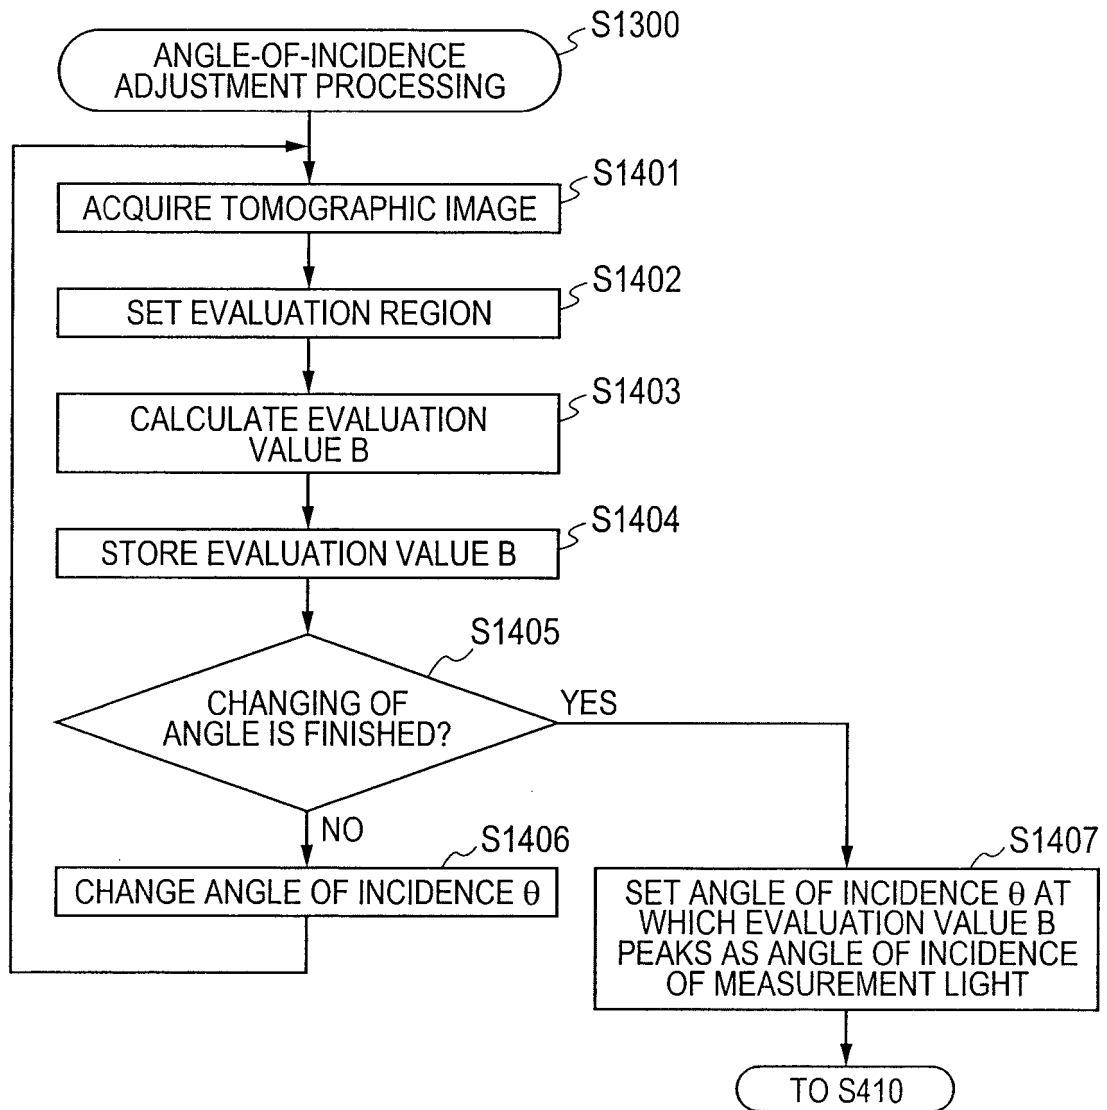 S1300
ANGLE-OF-INCIDENCE
ADJUSTMENT PROCESSING
S1401
ACQUIRE TOMOGRAPHIC IMAGE
S1402
SET EVALUATION REGION
S1403
CALCULATE EVALUATION
VALUE B
S1404
STORE EVALUATION VALUE B
S1405
CHANGING OF
ANGLE IS FINISHED?
YES
NO
S1406
CHANGE ANGLE OF INCIDENCE θ
S1407
SET ANGLE OF INCIDENCE θ AT
WHICH EVALUATION VALUE B
PEAKS AS ANGLE OF INCIDENCE
OF MEASUREMENT LIGHT
TO S410